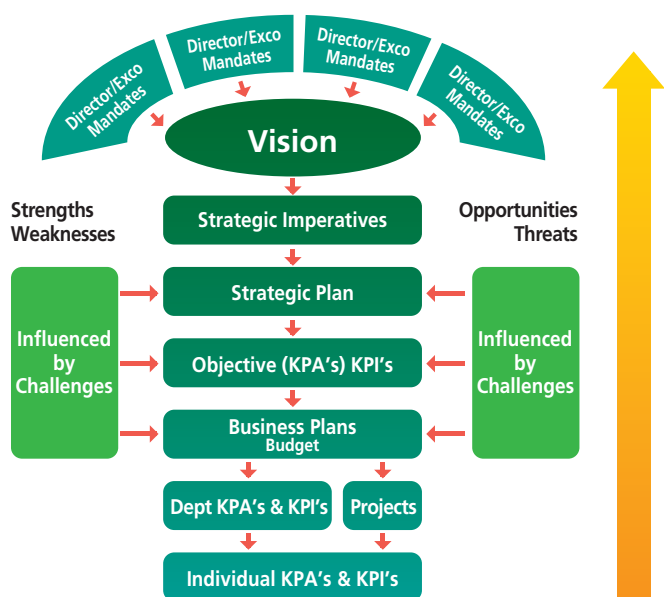 Director/Exco
Mandates
Director/Exco
Mandates
Director/Exco
Mandates
Director/Exco
Mandates
Vision
Strengths
Weaknesses
Strategic Imperatives
Opportunities
Threats
Influenced
by
Challenges
Strategic Plan
Objective (KPA's) KPI's
Business Plans
Budget
Influenced
by
Challenges
Dept KPA's & KPI's
Projects
Individual KPA's & KPI's